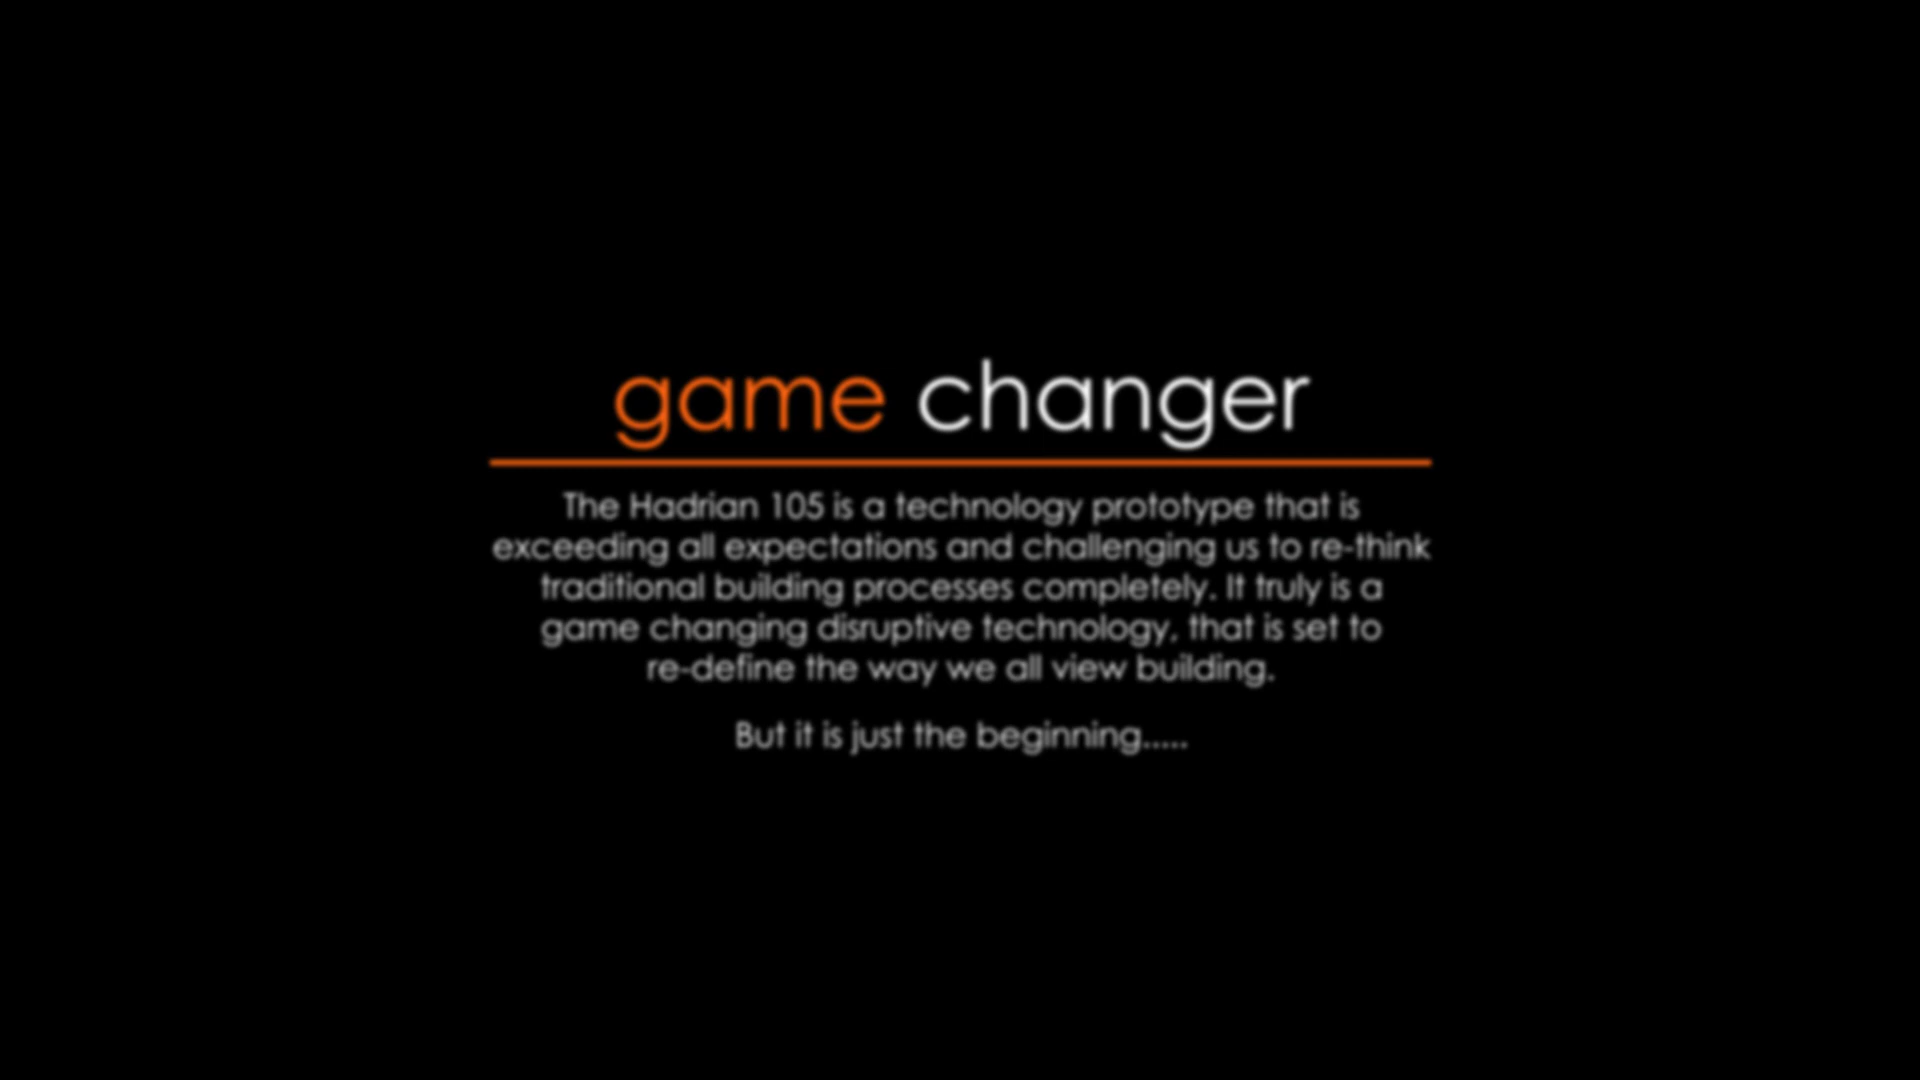 game changer
The Hadrian 105 is a technology prototype that is
exceeding all expectations and challenging us to re-think
traditional building processes completely. It truly is a
game changing disruptive technology, that is set to
re-define the way we all view building.
But it is just the beginning.....